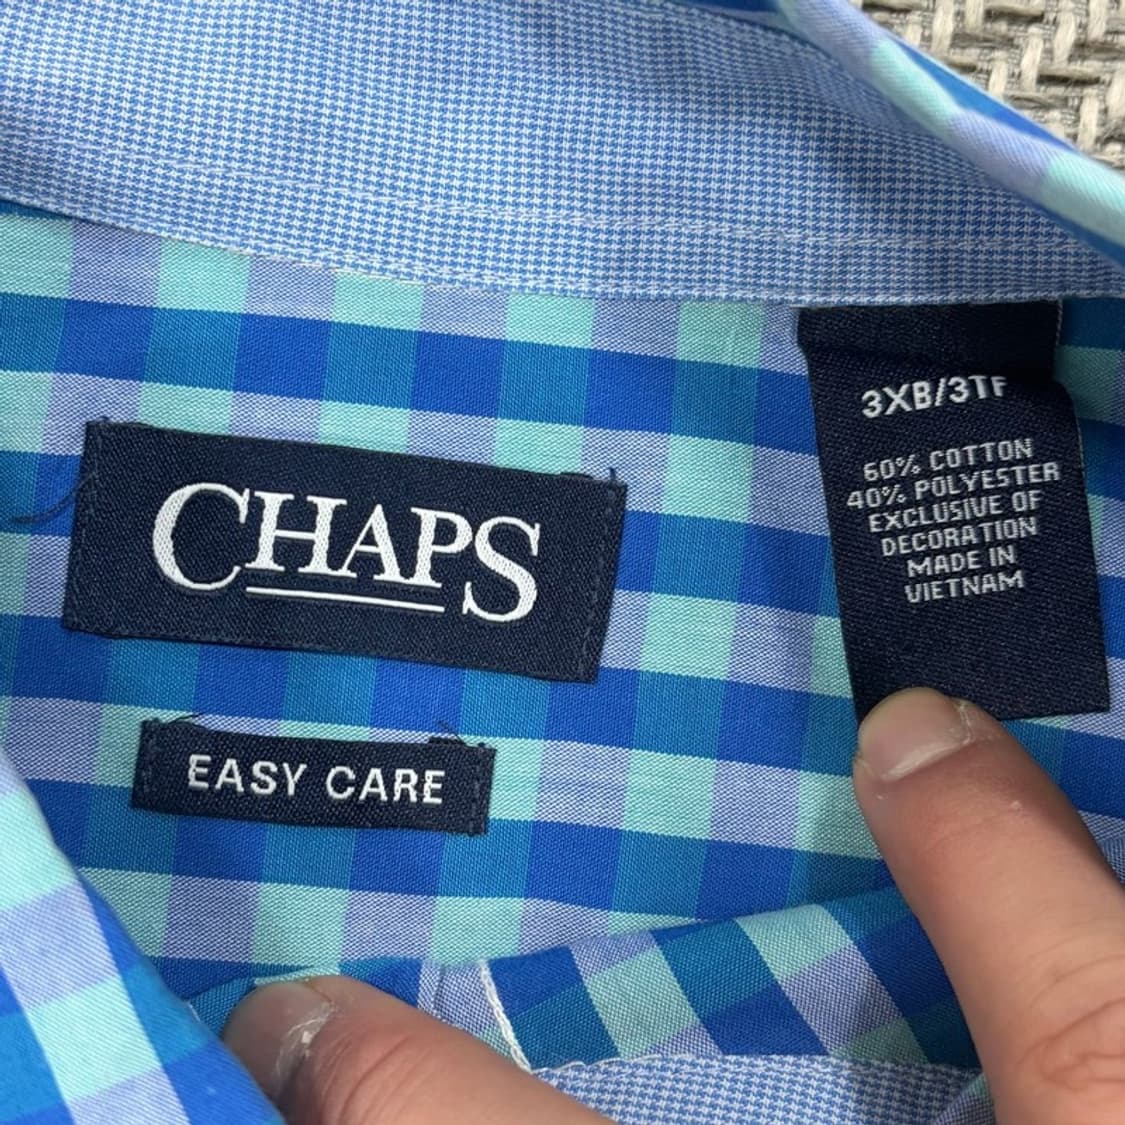 CHAPS
EASY CARE
3XB/3TF
60% COTTON
40% POLYESTER
EXCLUSIVE OF
DECORATION
MADE IN
VIETNAM